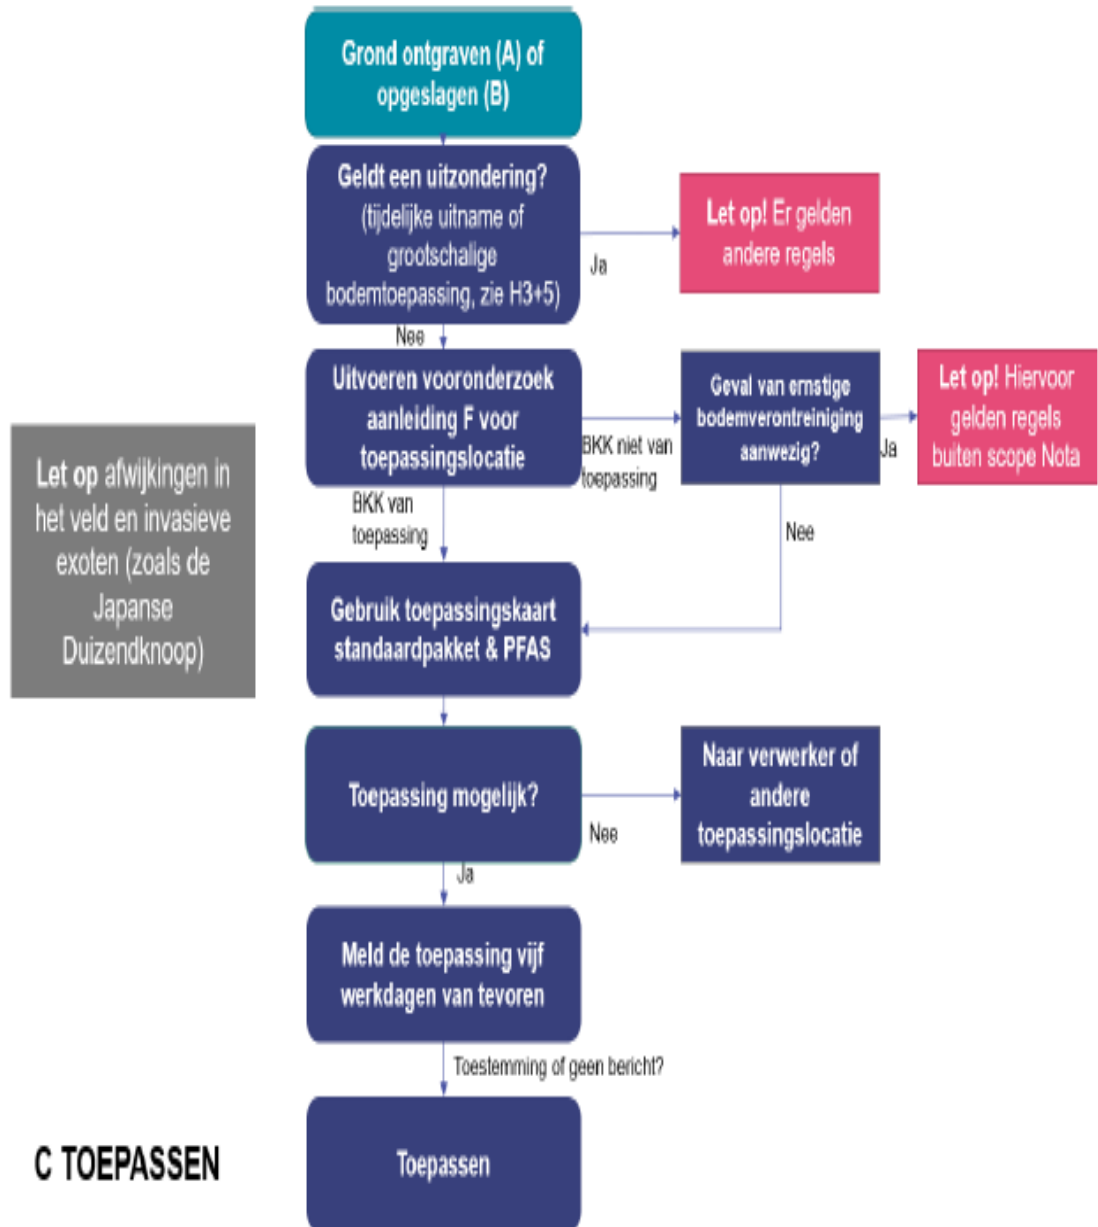 Grond ontgraven (A) of
opgeslagen (B)
Geldt een uitzondering?
(tijdelijke uitname of
grootschalige
bodemtoepassing, zie H3+5)
Ja
Let op! Er gelden
andere regels
Nee
Uitvoeren vooronderzoek
aanleiding F voor
toepassingslocatie
BKK niet van
toepassing
Geval van ernstige
bodemverontreiniging
aanwezig?
Ja
Let op! Hiervoor
gelden regels
buiten scope Nota
Let op afwijkingen in
het veld en invasieve
exoten (zoals de
Japanse
Duizendknoop)
BKK van
toepassing
Nee
Gebruik toepassingskaart
standaardpakket & PFAS
Toepassing mogelijk?
Nee
Naar verwerker of
andere
toepassingslocatie
Ja
Meld de toepassing vijf
werkdagen van tevoren
Toestemming of geen bericht?
Toepassen
C TOEPASSEN